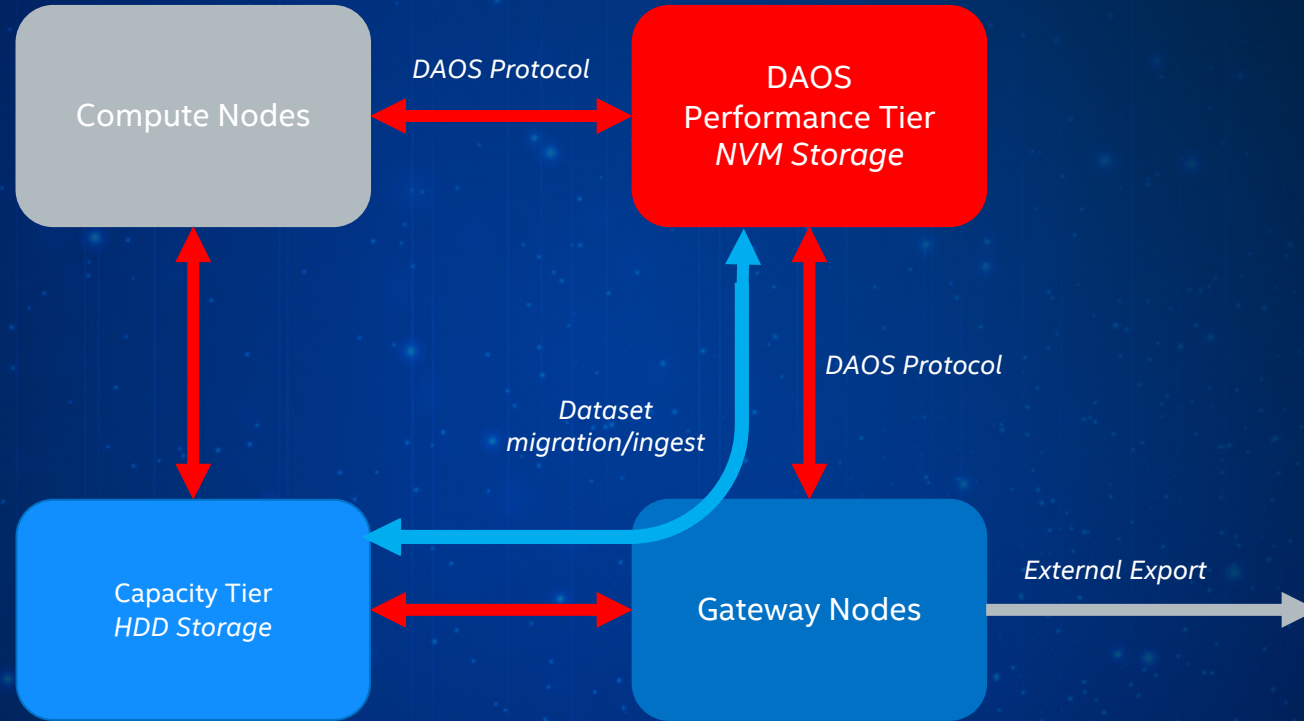 Compute Nodes
DAOS Protocol
DAOS
Performance Tier
NVM Storage
DAOS Protocol
Dataset
migration/ingest
Capacity Tier
HDD Storage
Gateway Nodes
External Export